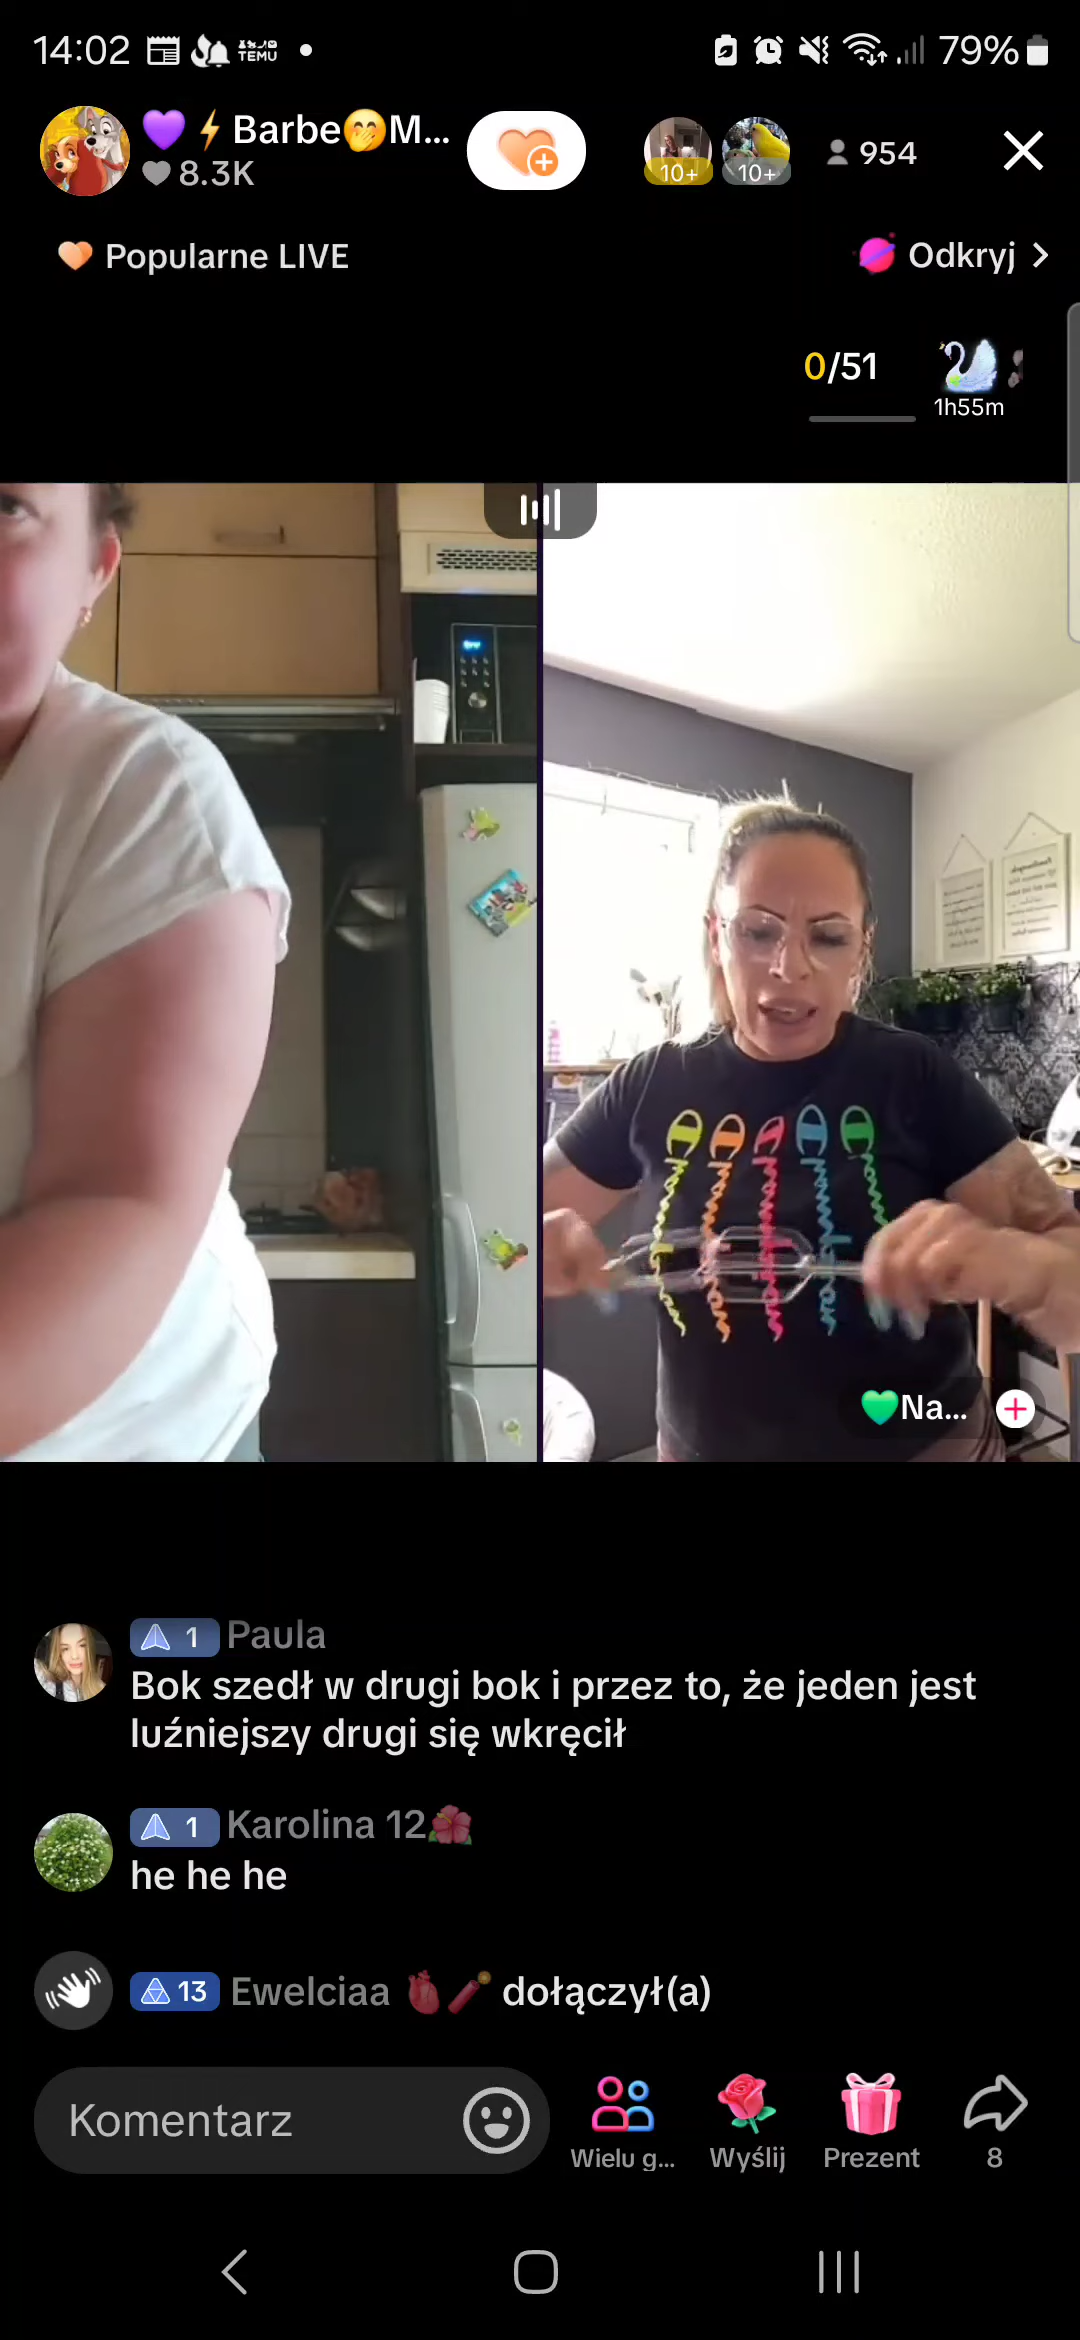 14:02
TEMU
79%
💜⚡Barbe🤭M...
8.3K
10+
10+
954
Popularne LIVE
Odkryj >
0/51
1h55m
💚Na...
1 Paula
Bok szedł w drugi bok i przez to, że jeden jest
luźniejszy drugi się wkręcił
1 Karolina 12🌺
he he he
13 Ewelciaa 🫀🧨 dołączył(a)
Komentarz
Wielu g...
Wyślij
Prezent
8